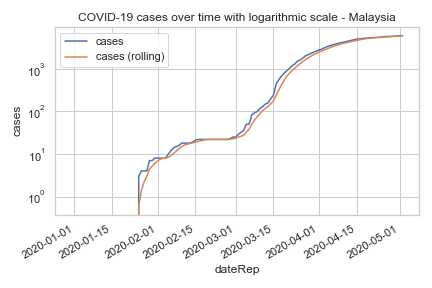 COVID-19 cases over time with logarithmic scale - Malaysia
cases
cases (rolling)
10³
10²
10¹
10⁰
cases
2020-01-01
2020-01-15
2020-02-01
2020-02-15
2020-03-01
2020-03-15
2020-04-01
2020-04-15
2020-05-01
dateRep